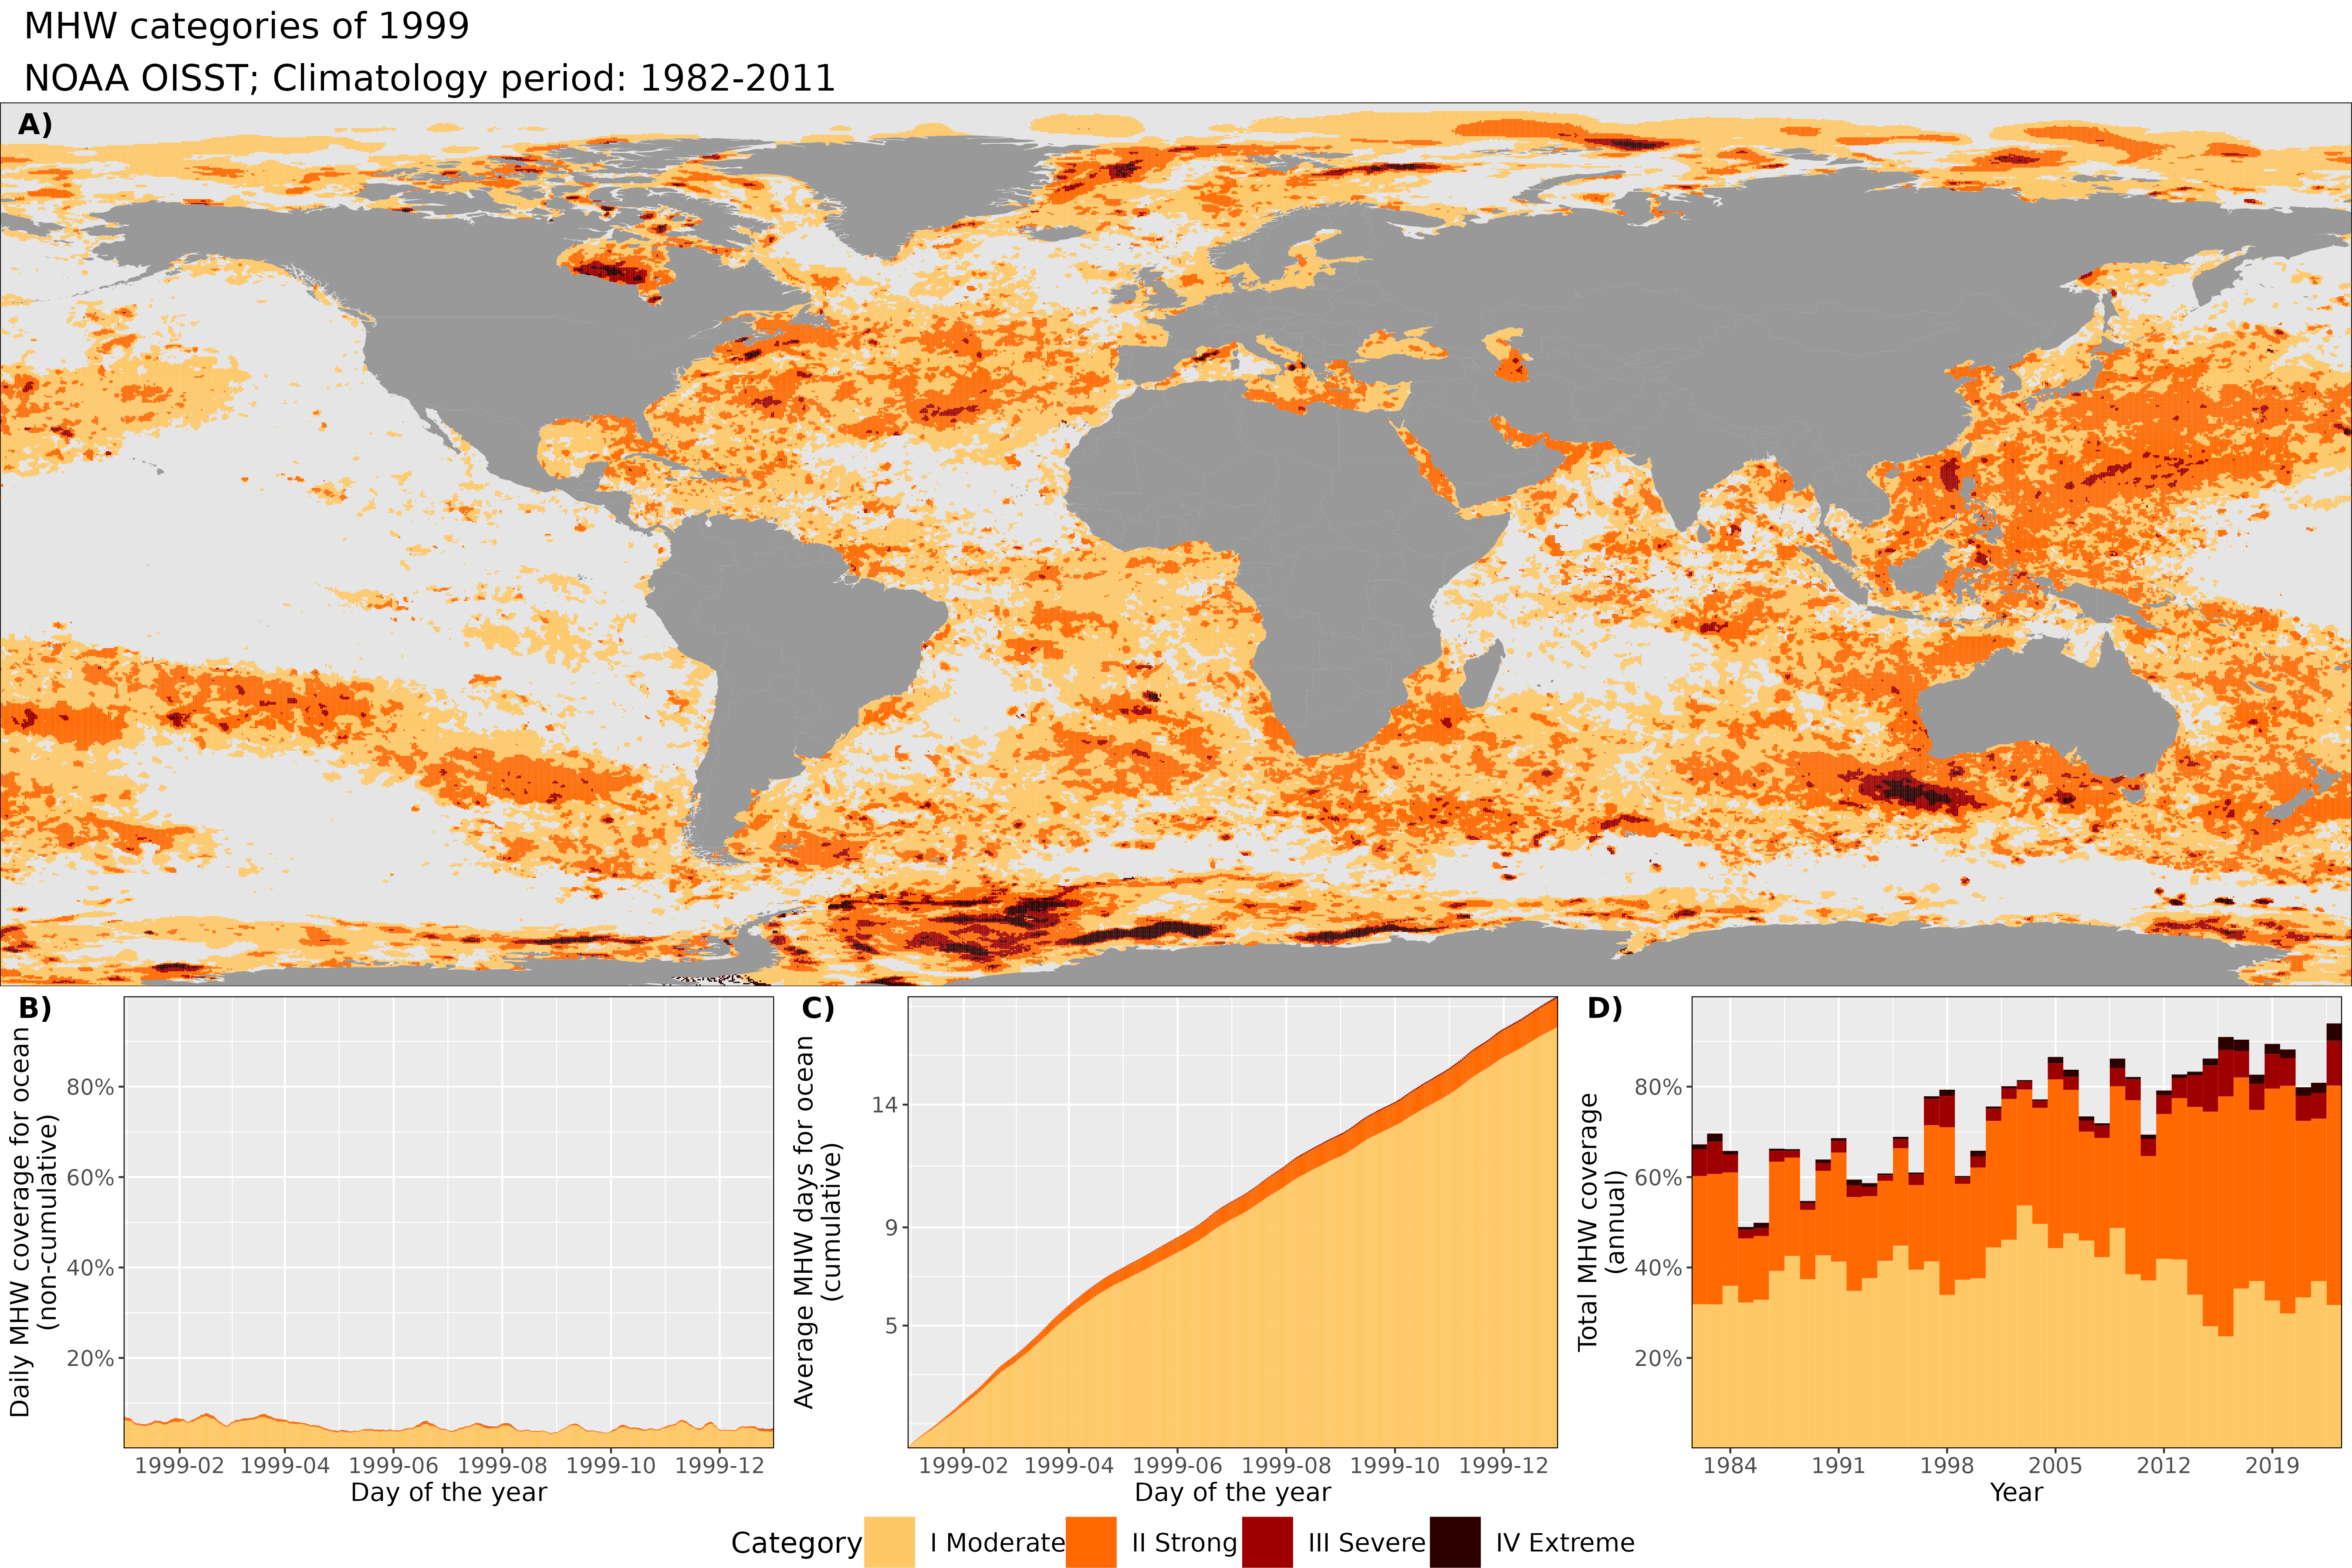 MHW categories of 1999
NOAA OISST; Climatology period: 1982-2011
A)
B)
Daily MHW coverage for ocean
(non-cumulative)
80%
60%
40%
20%
1999-02 1999-04 1999-06 1999-08 1999-10 1999-12
Day of the year
C)
Average MHW days for ocean
(cumulative)
14
9
5
1999-02 1999-04 1999-06 1999-08 1999-10 1999-12
Day of the year
D)
Total MHW coverage
(annual)
80%
60%
40%
20%
1984 1991 1998 2005 2012 2019
Year
Category I Moderate II Strong III Severe IV Extreme